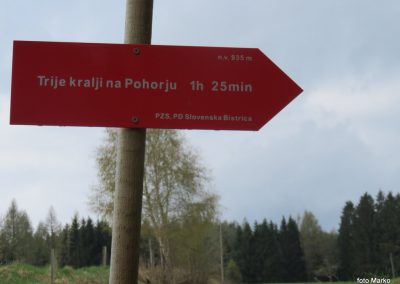 n.v. 935 m
Trije kralji na Pohorju 1h 25min
PZS, PD Slovenska Bistrica
foto Marko